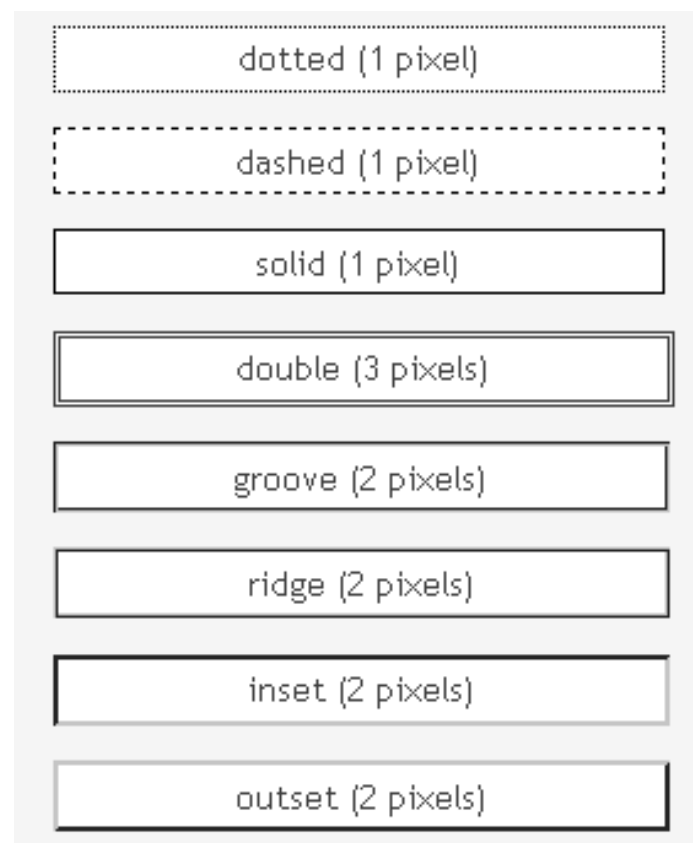 dotted (1 pixel)
dashed (1 pixel)
solid (1 pixel)
double (3 pixels)
groove (2 pixels)
ridge (2 pixels)
inset (2 pixels)
outset (2 pixels)